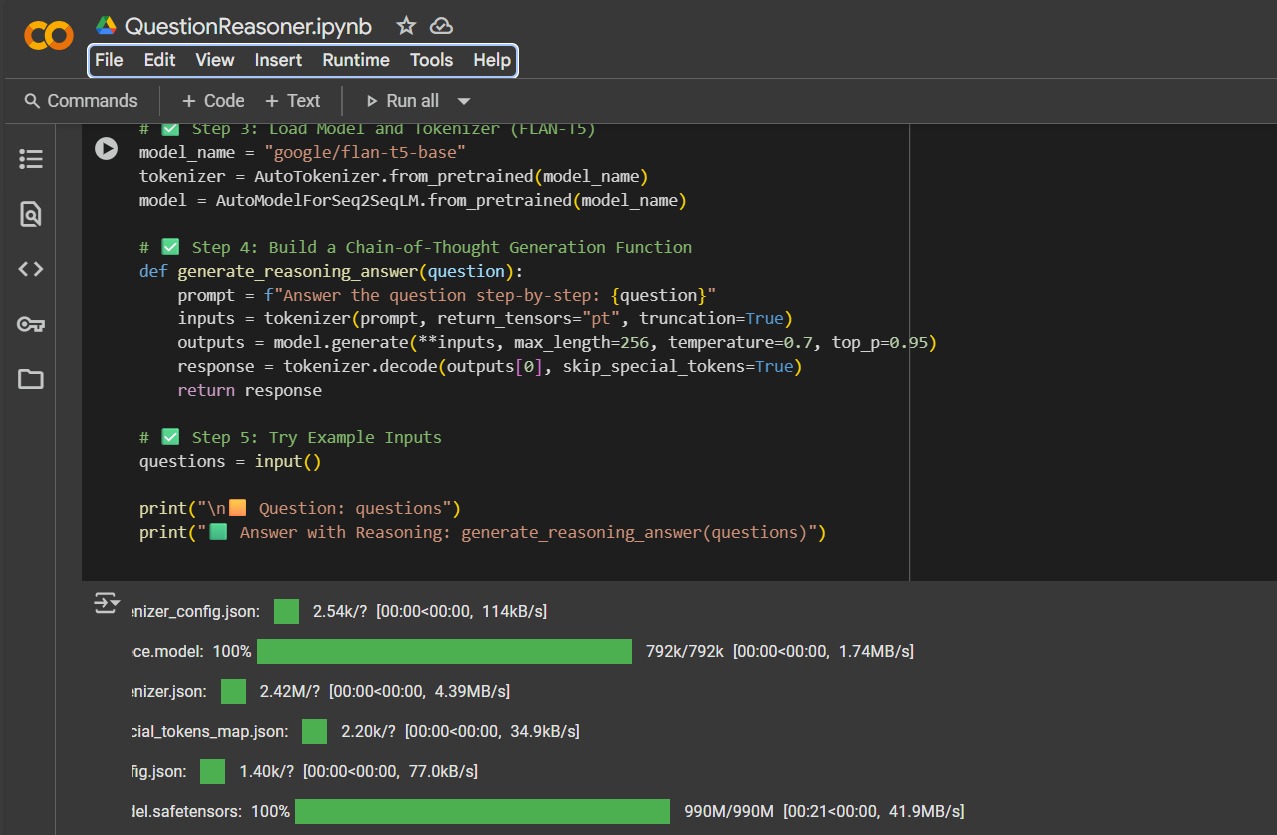 QuestionReasoner.ipynb
File Edit View Insert Runtime Tools Help
Commands + Code + Text Run all
# ✅ Step 3: Load Model and Tokenizer (FLAN-T5)
model_name = "google/flan-t5-base"
tokenizer = AutoTokenizer.from_pretrained(model_name)
model = AutoModelForSeq2SeqLM.from_pretrained(model_name)
# ✅ Step 4: Build a Chain-of-Thought Generation Function
def generate_reasoning_answer(question):
    prompt = f"Answer the question step-by-step: {question}"
    inputs = tokenizer(prompt, return_tensors="pt", truncation=True)
    outputs = model.generate(**inputs, max_length=256, temperature=0.7, top_p=0.95)
    response = tokenizer.decode(outputs[0], skip_special_tokens=True)
    return response
# ✅ Step 5: Try Example Inputs
questions = input()
print("\n🟧 Question: questions")
print("🟩 Answer with Reasoning: generate_reasoning_answer(questions)")
enizer_config.json: 2.54k/? [00:00<00:00, 114kB/s]
ece.model: 100% 792k/792k [00:00<00:00, 1.74MB/s]
enizer.json: 2.42M/? [00:00<00:00, 4.39MB/s]
cial_tokens_map.json: 2.20k/? [00:00<00:00, 34.9kB/s]
fig.json: 1.40k/? [00:00<00:00, 77.0kB/s]
del.safetensors: 100% 990M/990M [00:21<00:00, 41.9MB/s]